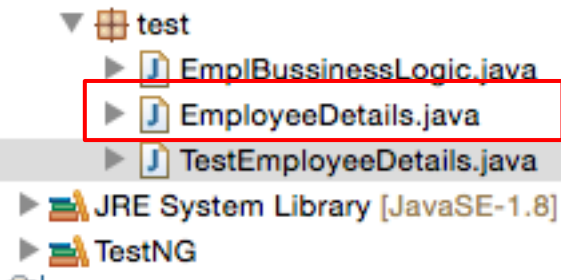 test
EmplBussinessLogic.java
EmployeeDetails.java
TestEmployeeDetails.java
JRE System Library [JavaSE-1.8]
TestNG